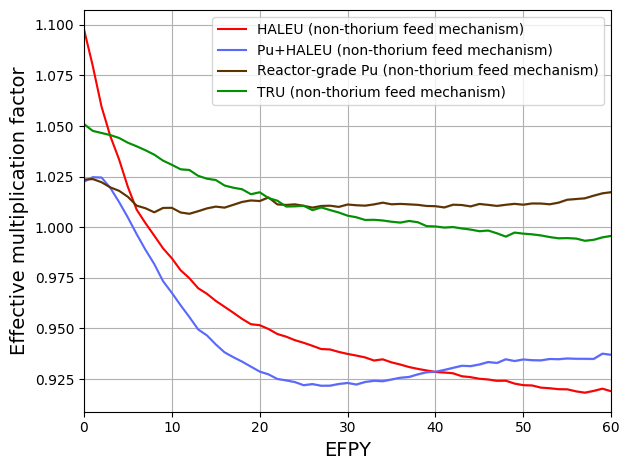 HALEU (non-thorium feed mechanism)
Pu+HALEU (non-thorium feed mechanism)
Reactor-grade Pu (non-thorium feed mechanism)
TRU (non-thorium feed mechanism)
Effective multiplication factor
1.100
1.075
1.050
1.025
1.000
0.975
0.950
0.925
0 10 20 30 40 50 60
EFPY